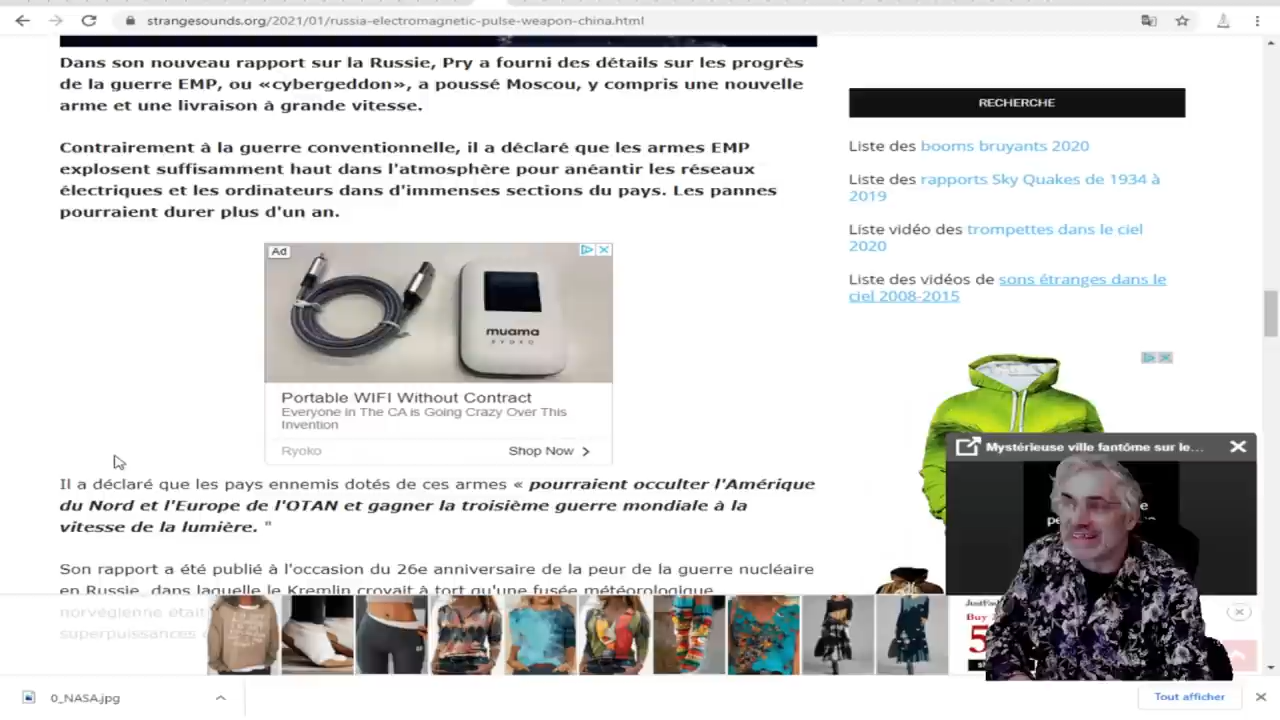 strangesounds.org/2021/01/russia-electromagnetic-pulse-weapon-china.html
Dans son nouveau rapport sur la Russie, Pry a fourni des détails sur les progrès
de la guerre EMP, ou «cybergeddon», a poussé Moscou, y compris une nouvelle
arme et une livraison à grande vitesse.
Contrairement à la guerre conventionnelle, il a déclaré que les armes EMP
explosent suffisamment haut dans l'atmosphère pour anéantir les réseaux
électriques et les ordinateurs dans d'immenses sections du pays. Les pannes
pourraient durer plus d'un an.
Ad
muama
RYOKO
Portable WIFI Without Contract
Everyone in The CA is Going Crazy Over This
Invention
Ryoko
Shop Now
Il a déclaré que les pays ennemis dotés de ces armes « pourraient occulter l'Amérique
du Nord et l'Europe de l'OTAN et gagner la troisième guerre mondiale à la
vitesse de la lumière. "
Son rapport a été publié à l'occasion du 26e anniversaire de la peur de la guerre nucléaire
en Russie, dans laquelle le Kremlin croyait à tort qu'une fusée météorologique
norvégienne était
superpuissances
RECHERCHE
Liste des booms bruyants 2020
Liste des rapports Sky Quakes de 1934 à
2019
Liste vidéo des trompettes dans le ciel
2020
Liste des vidéos de sons étranges dans le
ciel 2008-2015
Mystérieuse ville fantôme sur le...
Buy
5
0_NASA.jpg
Tout afficher